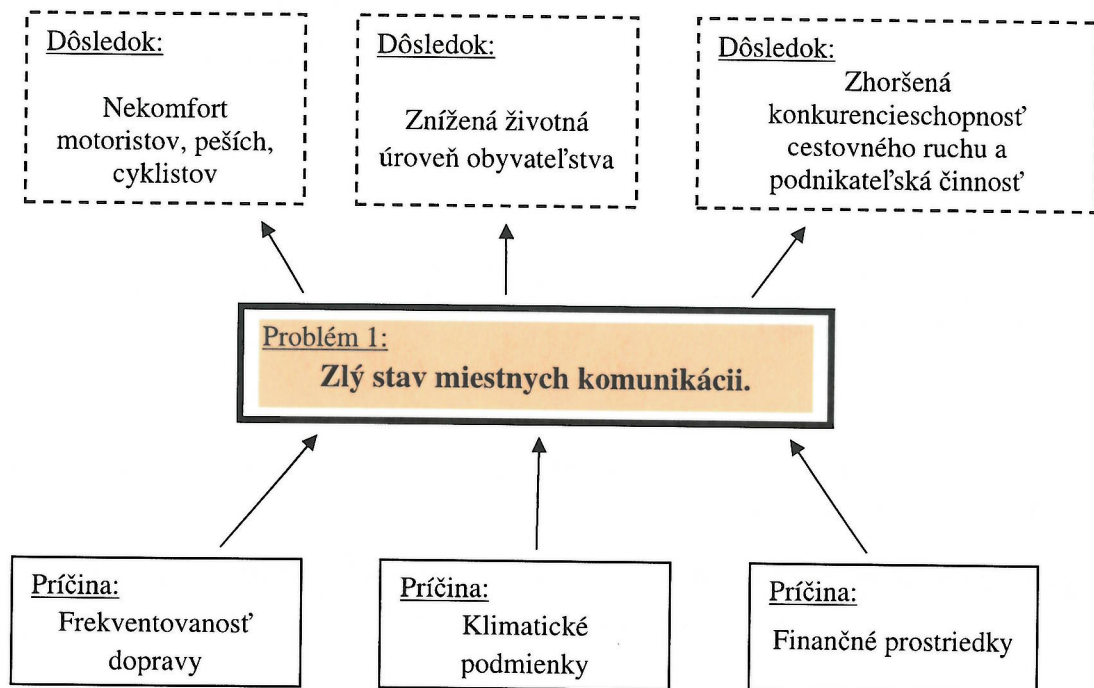 Dôsledok:
Nekomfort
motoristov, peších,
cyklistov
Dôsledok:
Znížená životná
úroveň obyvateľstva
Dôsledok:
Zhoršená
konkurencieschopnosť
cestovného ruchu a
podnikateľská činnosť
Problém 1:
Zlý stav miestnych komunikácii.
Príčina:
Frekventovanosť
dopravy
Príčina:
Klimatické
podmienky
Príčina:
Finančné prostriedky